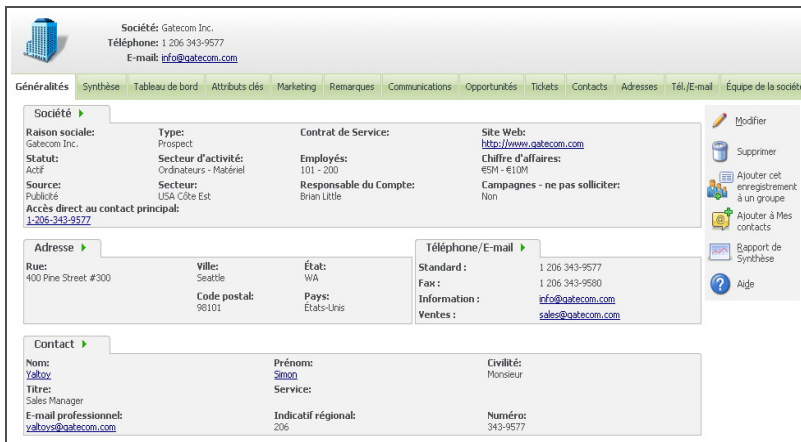 Société: Gatecom Inc.
Téléphone: 1 206 343-9577
E-mail: info@gatecom.com
Généralités Synthèse Tableau de bord Attributs clés Marketing Remarques Communications Opportunités Tickets Contacts Adresses Tél./E-mail Équipe de la société
Société
Raison sociale: Type: Contrat de Service: Site Web:
Gatecom Inc. Prospect http://www.gatecom.com
Statut: Secteur d'activité: Employés: Chiffre d'affaires:
Actif Ordinateurs - Matériel 101 - 200 €5M - €10M
Source: Secteur: Responsable du Compte: Campagnes - ne pas solliciter:
Publicité USA Côte Est Brian Little Non
Accès direct au contact principal:
1-206-343-9577
Modifier
Supprimer
Ajouter cet
enregistrement
à un groupe
Ajouter à Mes
contacts
Rapport de
Synthèse
Aide
Adresse
Rue: Ville: État:
400 Pine Street #300 Seattle WA
Code postal: Pays:
98101 États-Unis
Téléphone/E-mail
Standard : 1 206 343-9577
Fax : 1 206 343-9580
Information : info@gatecom.com
Ventes : sales@gatecom.com
Contact
Nom: Prénom: Civilité:
Yaltoy Simon Monsieur
Titre: Service:
Sales Manager
E-mail professionnel: Indicatif régional: Numéro:
yaltoys@gatecom.com 206 343-9577